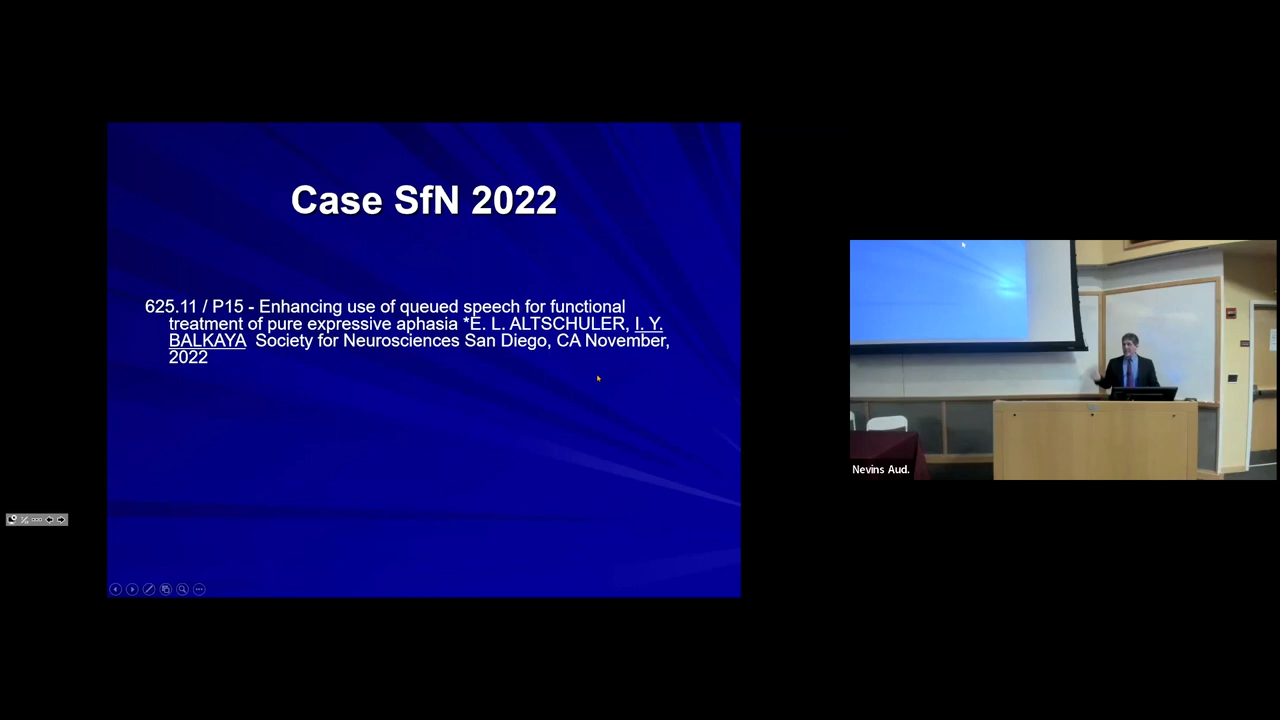 Case SfN 2022
625.11 / P15 - Enhancing use of queued speech for functional
treatment of pure expressive aphasia *E. L. ALTSCHULER, I. Y.
BALKAYA Society for Neurosciences San Diego, CA November,
2022
Nevins Aud.